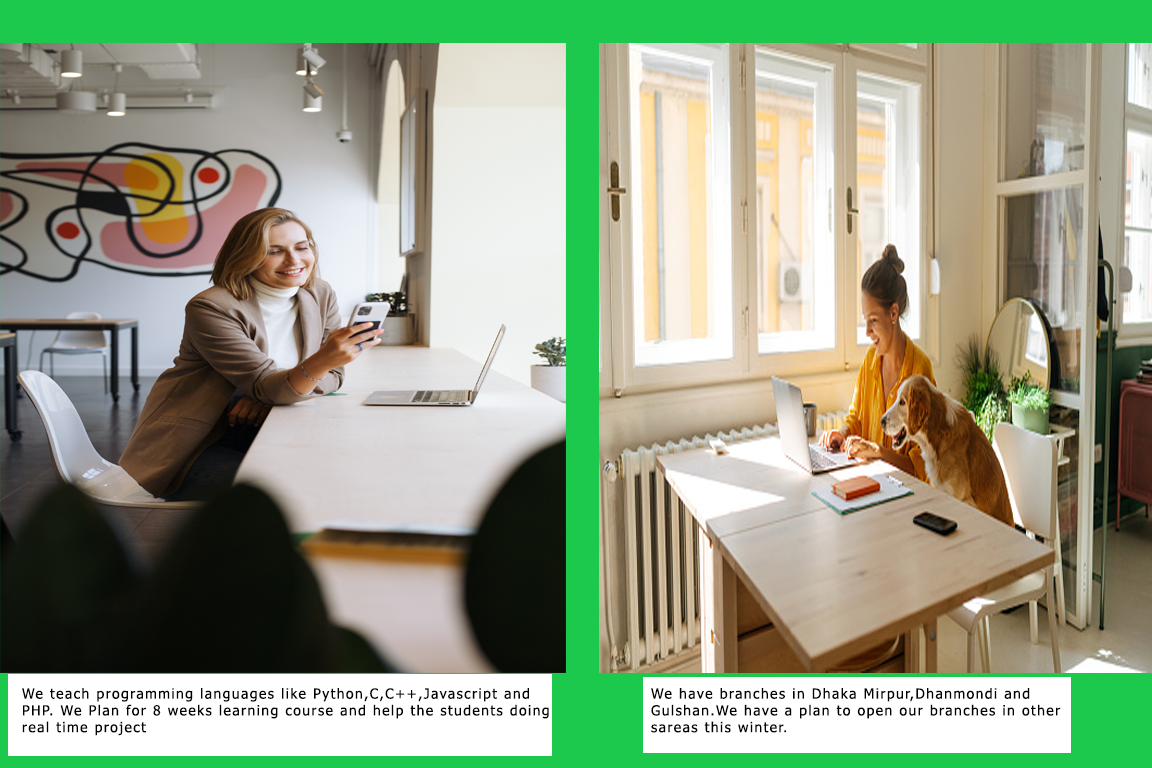 We teach programming languages like Python,C,C++,Javascript and
PHP. We Plan for 8 weeks learning course and help the students doing
real time project
We have branches in Dhaka Mirpur,Dhanmondi and
Gulshan.We have a plan to open our branches in other
sareas this winter.